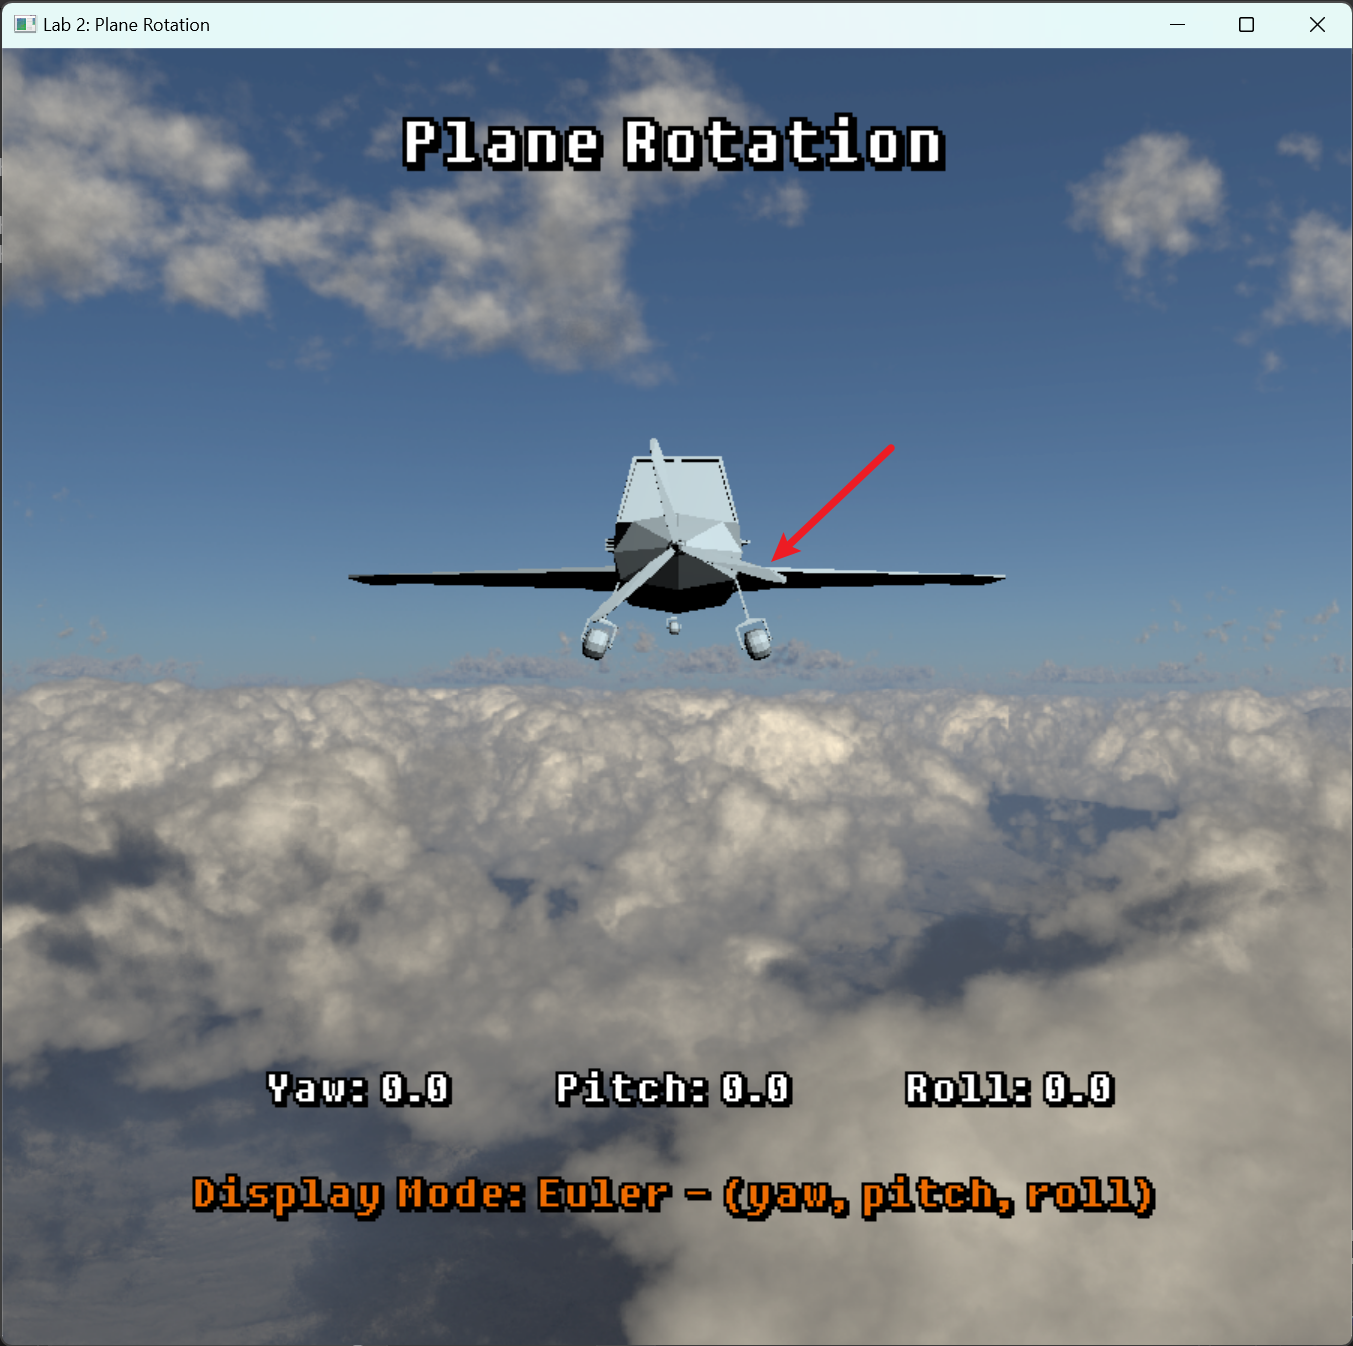 Lab 2: Plane Rotation
Plane Rotation
Yaw: 0.0 Pitch: 0.0 Roll: 0.0
Display Mode: Euler - (yaw, pitch, roll)